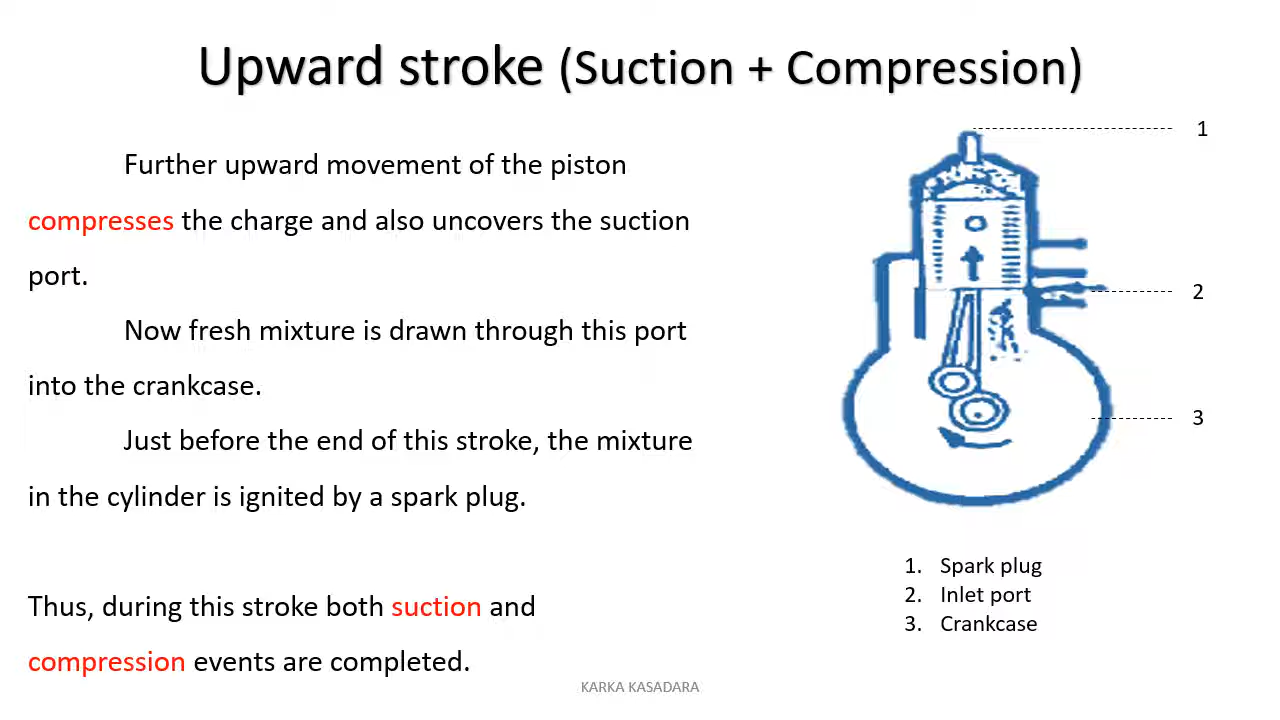 Upward stroke (Suction + Compression)
Further upward movement of the piston
compresses the charge and also uncovers the suction
port.
Now fresh mixture is drawn through this port
into the crankcase.
Just before the end of this stroke, the mixture
in the cylinder is ignited by a spark plug.
Thus, during this stroke both suction and
compression events are completed.
1
2
3
1. Spark plug
2. Inlet port
3. Crankcase
KARKA KASADARA